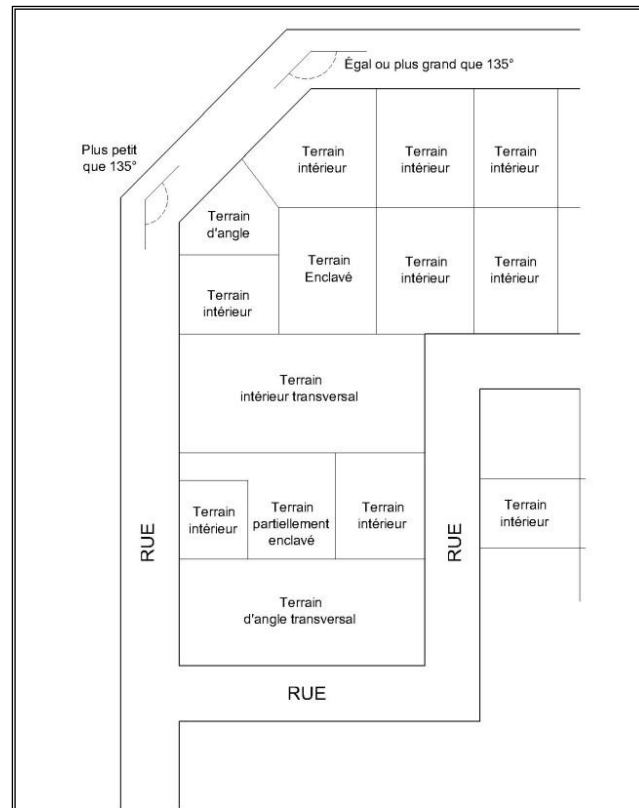 Égal ou plus grand que 135°
Plus petit
que 135°
Terrain
intérieur
Terrain
intérieur
Terrain
intérieur
Terrain
d'angle
Terrain
Enclavé
Terrain
intérieur
Terrain
intérieur
Terrain
intérieur
Terrain
intérieur transversal
Terrain
intérieur
Terrain
partiellement
enclavé
Terrain
intérieur
Terrain
intérieur
RUE
RUE
Terrain
d'angle transversal
RUE